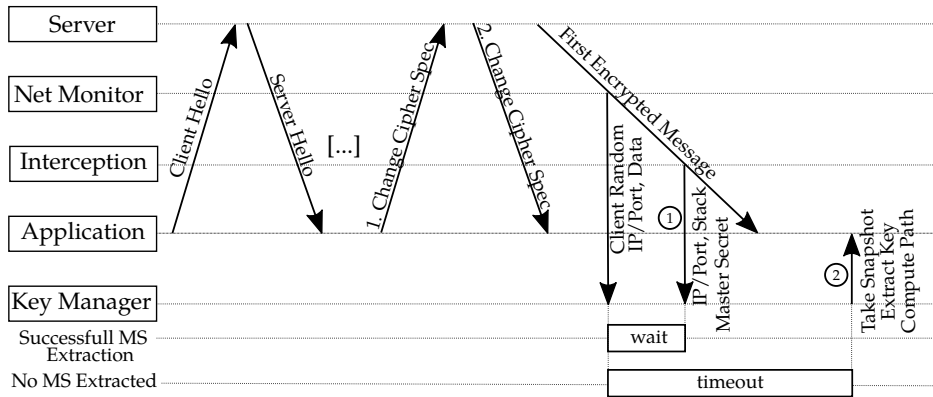 Server
Net Monitor
Interception
Application
Key Manager
Successfull MS
Extraction
No MS Extracted
Client Hello
Server Hello
[...]
1. Change Cipher Spec
2. Change Cipher Spec
First Encrypted Message
Client Random
IP/Port, Data
1
IP/Port, Stack
Master Secret
2
Take Snapshot
Extract Key
Compute Path
wait
timeout